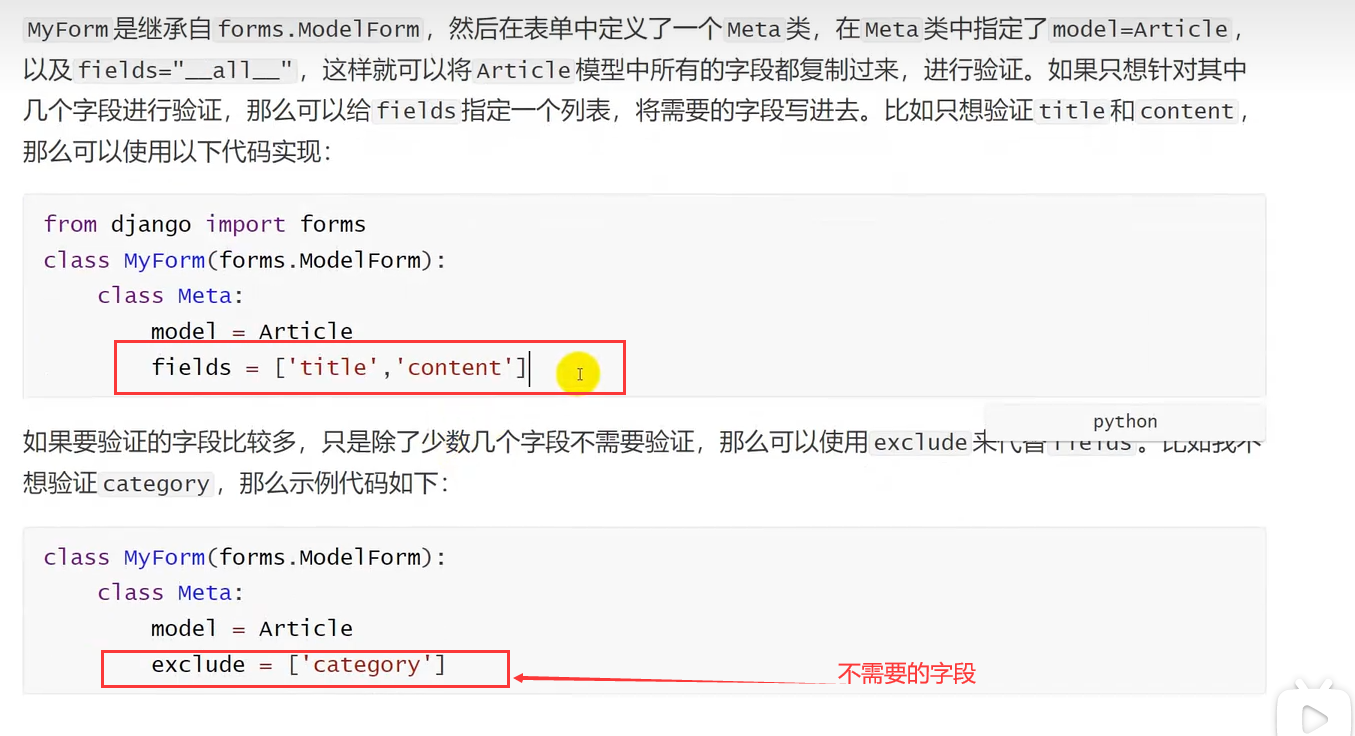 MyForm是继承自forms.ModelForm，然后在表单中定义了一个Meta类，在Meta类中指定了model=Article，
以及fields="__all__"，这样就可以将Article模型中所有的字段都复制过来，进行验证。如果只想针对其中
几个字段进行验证，那么可以给fields指定一个列表，将需要的字段写进去。比如只想验证title和content，
那么可以使用以下代码实现：
from django import forms
class MyForm(forms.ModelForm):
    class Meta:
        model = Article
        fields = ['title','content']
python
如果要验证的字段比较多，只是除了少数几个字段不需要验证，那么可以使用exclude来代替fields。比如我不
想验证category，那么示例代码如下：
class MyForm(forms.ModelForm):
    class Meta:
        model = Article
        exclude = ['category']
不需要的字段